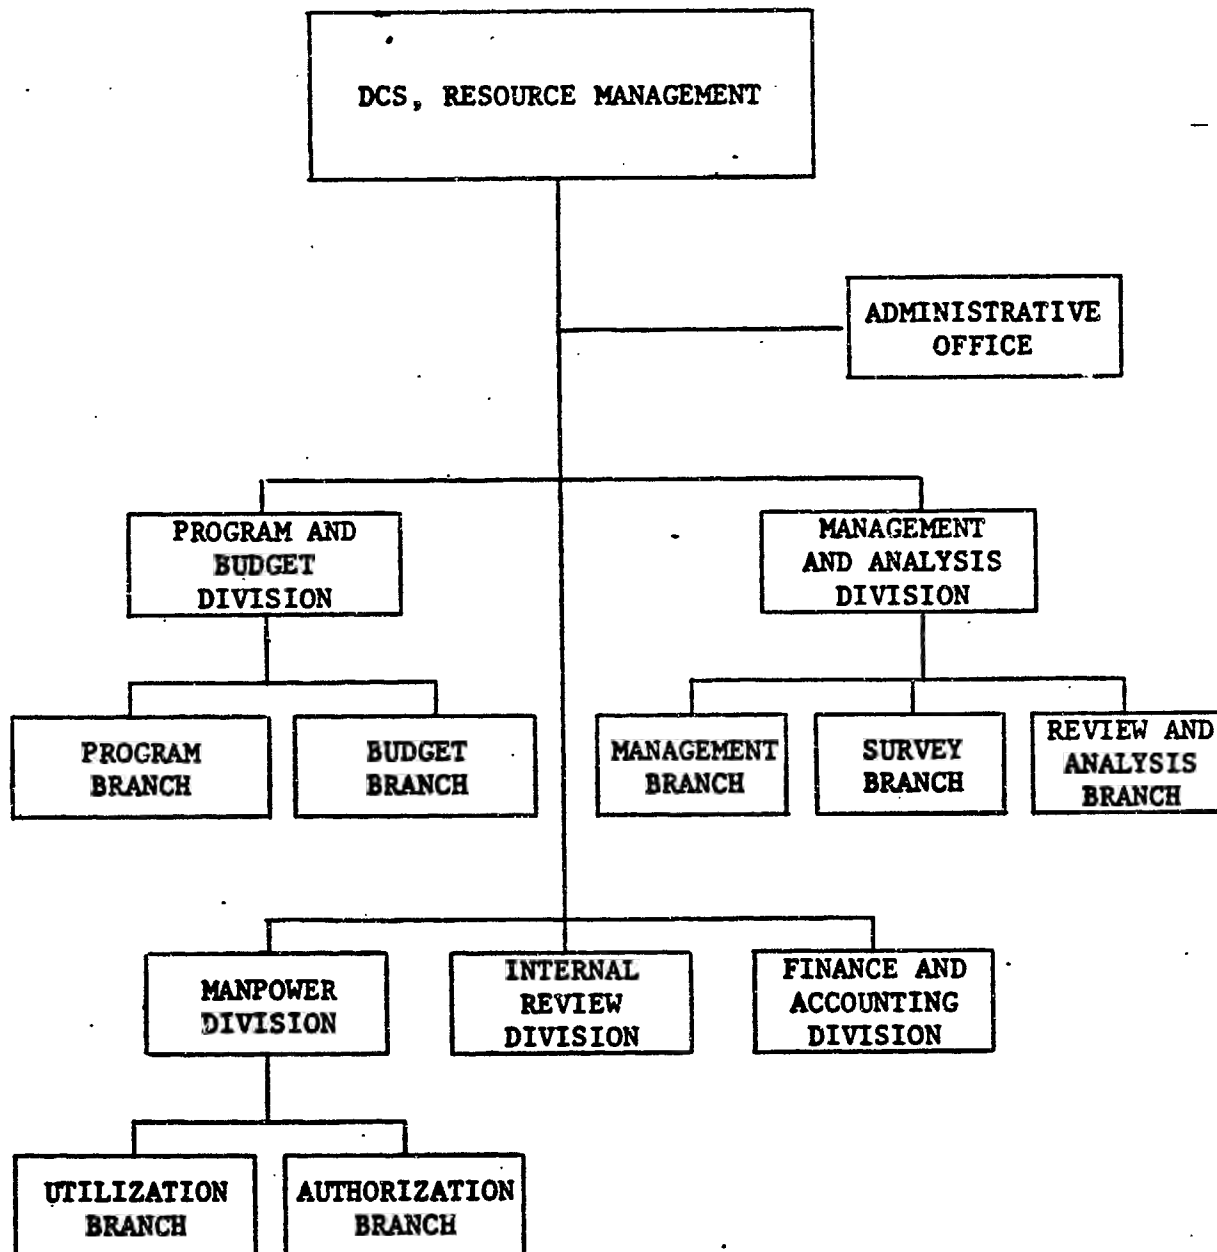 DCS, RESOURCE MANAGEMENT
ADMINISTRATIVE
OFFICE
PROGRAM AND
BUDGET
DIVISION
MANAGEMENT
AND ANALYSIS
DIVISION
PROGRAM
BRANCH
BUDGET
BRANCH
MANAGEMENT
BRANCH
SURVEY
BRANCH
REVIEW AND
ANALYSIS
BRANCH
MANPOWER
DIVISION
INTERNAL
REVIEW
DIVISION
FINANCE AND
ACCOUNTING
DIVISION
UTILIZATION
BRANCH
AUTHORIZATION
BRANCH